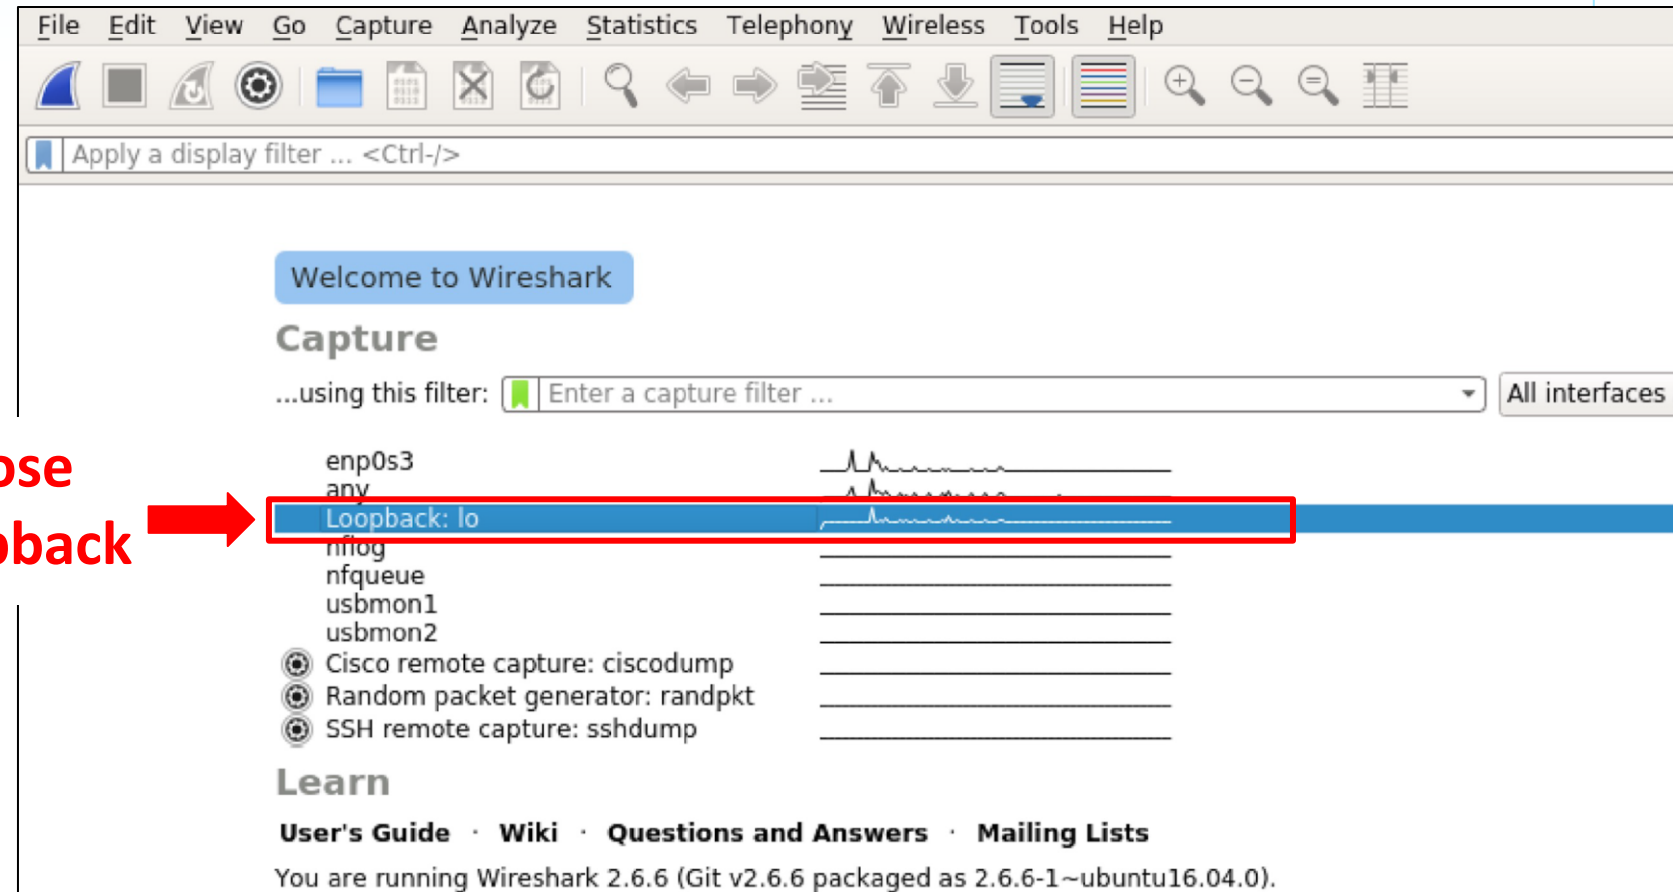 File Edit View Go Capture Analyze Statistics Telephony Wireless Tools Help
Apply a display filter ... <Ctrl-/>
Welcome to Wireshark
Capture
...using this filter: Enter a capture filter ... All interfaces
enp0s3
any
Loopback: lo
nflog
nfqueue
usbmon1
usbmon2
Cisco remote capture: ciscodump
Random packet generator: randpkt
SSH remote capture: sshdump
Learn
User's Guide · Wiki · Questions and Answers · Mailing Lists
You are running Wireshark 2.6.6 (Git v2.6.6 packaged as 2.6.6-1~ubuntu16.04.0).